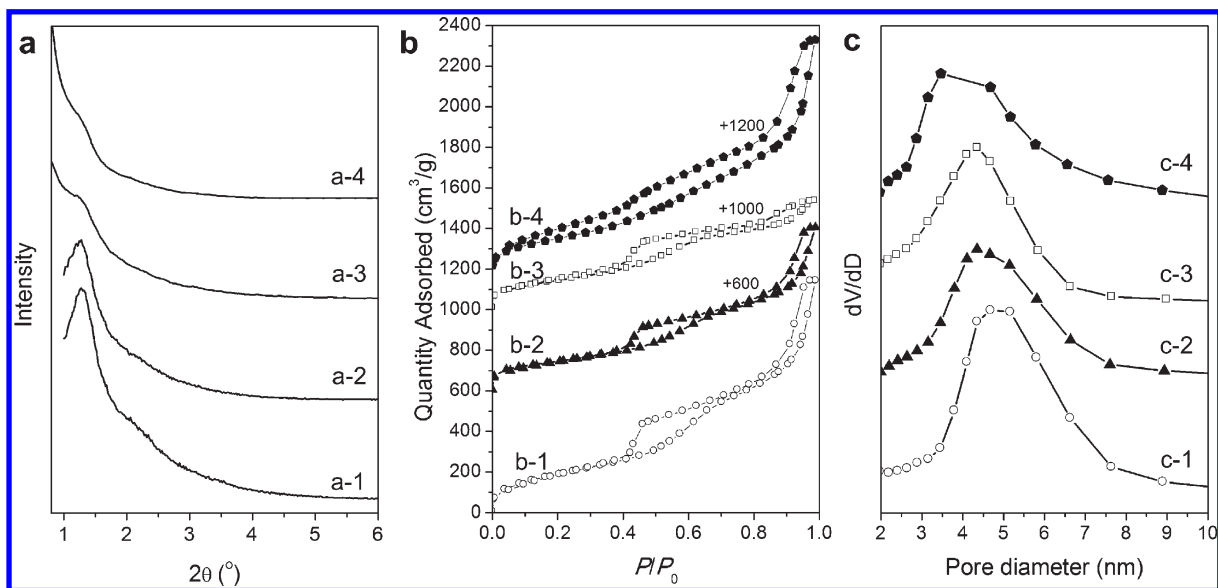 a
Intensity
a-4
a-3
a-2
a-1
1 2 3 4 5 6
2θ (°)
b
Quantity Adsorbed (cm³/g)
2400
2200
2000
1800
1600
1400
1200
1000
800
600
400
200
0
+1200
b-4
+1000
b-3
+600
b-2
b-1
0.0 0.2 0.4 0.6 0.8 1.0
P/P₀
c
dV/dD
c-4
c-3
c-2
c-1
2 3 4 5 6 7 8 9 10
Pore diameter (nm)